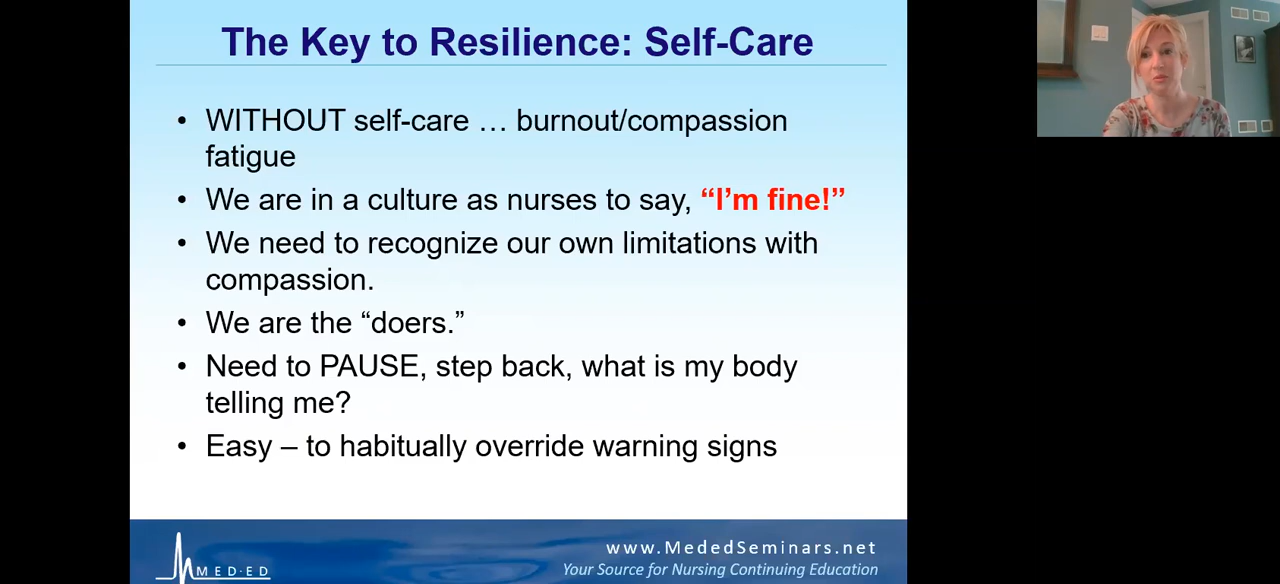 The Key to Resilience: Self-Care
• WITHOUT self-care … burnout/compassion
fatigue
• We are in a culture as nurses to say, “I’m fine!”
• We need to recognize our own limitations with
compassion.
• We are the “doers.”
• Need to PAUSE, step back, what is my body
telling me?
• Easy – to habitually override warning signs
MED·ED
www.MededSeminars.net
Your Source for Nursing Continuing Education